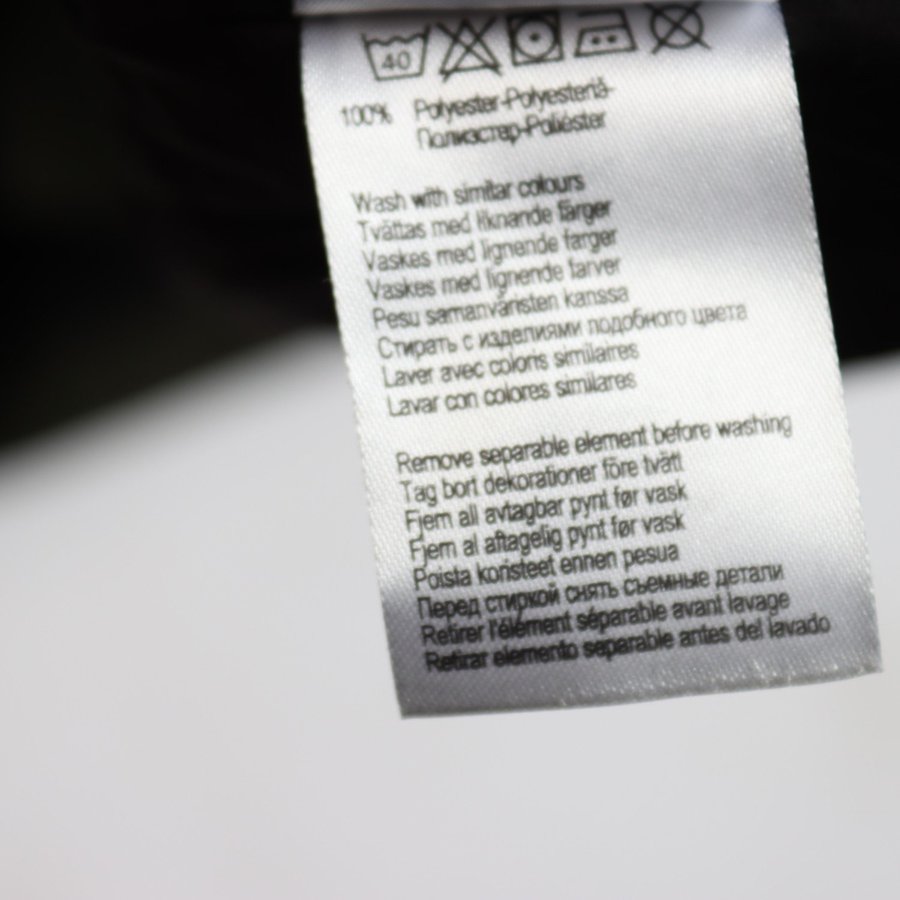 40
100% Polyester-Polyesteriä-
Полиэстер-Poliéster
Wash with similar colours
Tvättas med liknande färger
Vaskes med lignende farger
Vaskes med lignende farver
Pesu samanväristen kanssa
Стирать с изделиями подобного цвета
Laver avec coloris similaires
Lavar con colores similares
Remove separable element before washing
Tag bort dekorationer före tvätt
Fjern all avtagbar pynt før vask
Fjern al aftagelig pynt før vask
Poista koristeet ennen pesua
Перед стиркой снять съемные детали
Retirer l'élément séparable avant lavage
Retirar elemento separable antes del lavado